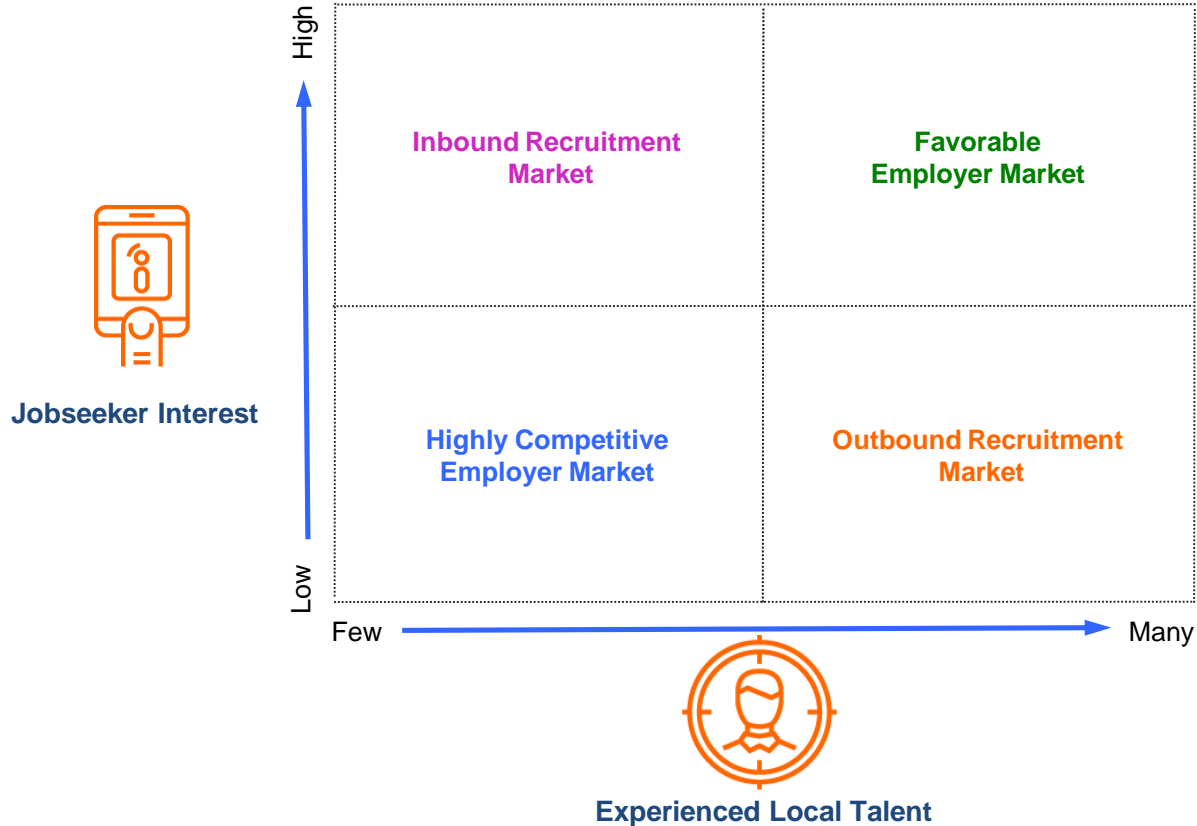 High
Inbound Recruitment
Market
Favorable
Employer Market
Jobseeker Interest
Highly Competitive
Employer Market
Outbound Recruitment
Market
Low
Few
Many
Experienced Local Talent